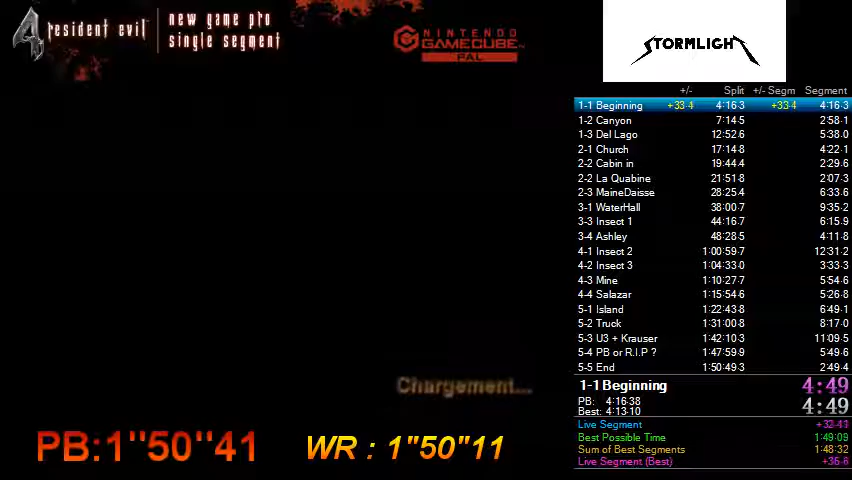 4 resident evil
new game pro
single segment
NINTENDO
GAMECUBE
PAL
STORMLIGHT
+/- Split +/- Segm Segment
1-1 Beginning +33·4 4:16·3 +33·4 4:16·3
1-2 Canyon 7:14·5 2:58·1
1-3 Del Lago 12:52·6 5:38·0
2-1 Church 17:14·8 4:22·1
2-2 Cabin in 19:44·4 2:29·6
2-2 La Quabine 21:51·8 2:07·3
2-3 MaineDaisse 28:25·4 6:33·6
3-1 WaterHall 38:00·7 9:35·2
3-3 Insect 1 44:16·7 6:15·9
3-4 Ashley 48:28·5 4:11·8
4-1 Insect 2 1:00:59·7 12:31·2
4-2 Insect 3 1:04:33·0 3:33·3
4-3 Mine 1:10:27·7 5:54·6
4-4 Salazar 1:15:54·6 5:26·8
5-1 Island 1:22:43·8 6:49·1
5-2 Truck 1:31:00·8 8:17·0
5-3 U3 + Krauser 1:42:10·3 11:09·5
5-4 PB or R.I.P ? 1:47:59·9 5:49·6
5-5 End 1:50:49·3 2:49·4
1-1 Beginning 4:49
PB: 4:16·38
Best: 4:13·10 4:49
Live Segment +32·41
Best Possible Time 1:49:09
Sum of Best Segments 1:48:32
Live Segment (Best) +36·6
Chargement...
PB:1''50''41
WR : 1"50"11